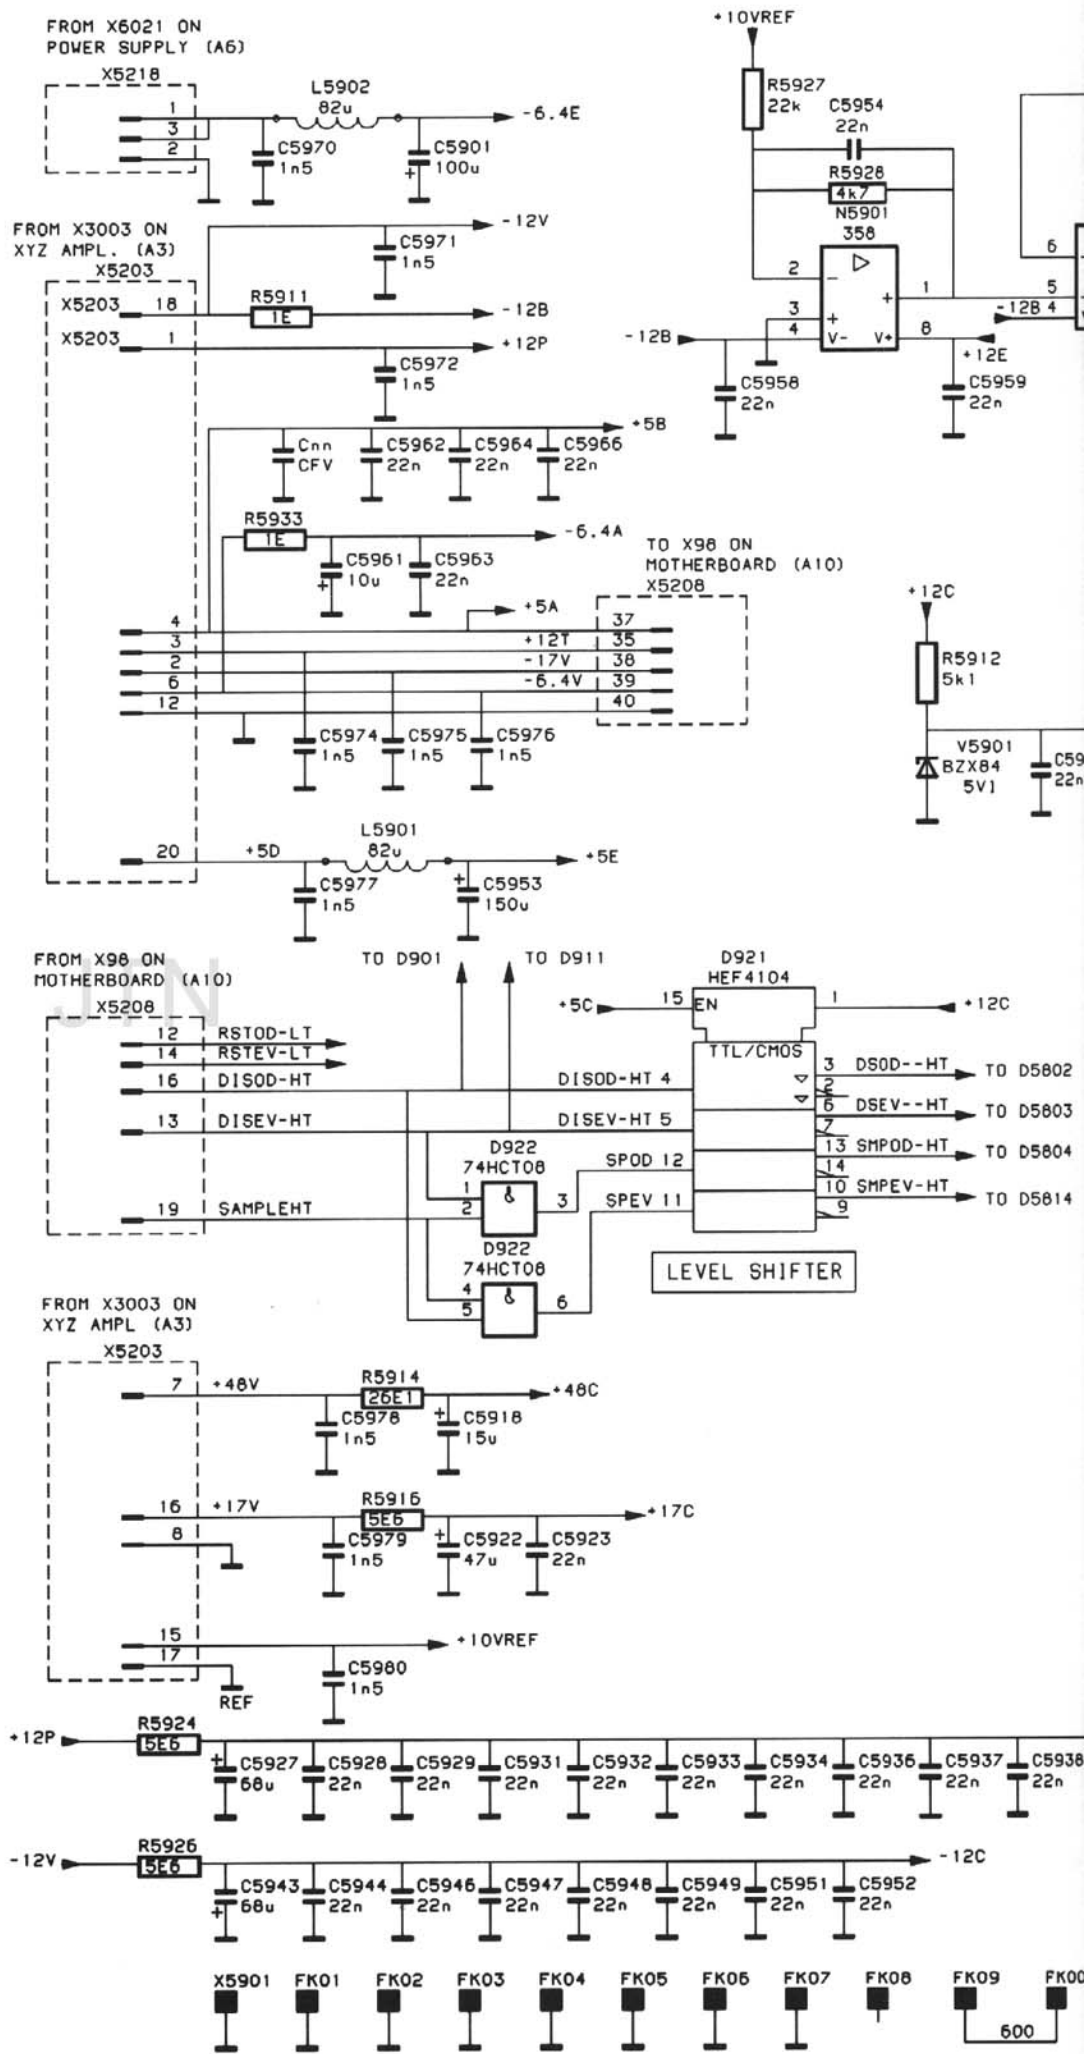 FROM X6021 ON
POWER SUPPLY (A6)
X5218
1
3
2
L5902
82u
C5970
1n5
C5901
100u
-6.4E
+10VREF
R5927
22k
C5954
22n
R5928
4k7
N5901
358
2
3
4
V-
V+
1
8
-12B
+12E
C5958
22n
C5959
22n
6
5
-12B
4
FROM X3003 ON
XYZ AMPL. (A3)
X5203
X5203
18
X5203
1
-12V
C5971
1n5
R5911
1E
-12B
+12P
C5972
1n5
+5B
Cnn
CFV
C5962
22n
C5964
22n
C5966
22n
R5933
1E
-6.4A
C5961
10u
C5963
22n
TO X98 ON
MOTHERBOARD (A10)
X5208
+5A
4
37
3
+12T
35
2
-17V
38
6
-6.4V
39
12
40
C5974
1n5
C5975
1n5
C5976
1n5
+12C
R5912
5k1
V5901
BZX84
5V1
C59
22n
20
+5D
L5901
82u
+5E
C5977
1n5
C5953
150u
FROM X98 ON
MOTHERBOARD (A10)
JTN
X5208
12 RSTOD-LT
14 RSTEV-LT
16 DISOD-HT
13 DISEV-HT
19 SAMPLEHT
TO D901
TO D911
D921
HEF4104
+5C
15
EN
1
+12C
TTL/CMOS
DISOD-HT 4
DISEV-HT 5
SPOD 12
SPEV 11
3 DSOD--HT TO D5802
2
6 DSEV--HT TO D5803
7
13 SMPOD-HT TO D5804
14
10 SMPEV-HT TO D5814
9
D922
74HCT08
1
2
&
3
D922
74HCT08
4
5
&
6
LEVEL SHIFTER
FROM X3003 ON
XYZ AMPL (A3)
X5203
7 +48V
R5914
26E1
+48C
C5978
1n5
C5918
15u
16 +17V
8
R5916
5E6
+17C
C5979
1n5
C5922
47u
C5923
22n
15
17
+10VREF
REF
C5980
1n5
+12P
R5924
5E6
C5927
68u
C5928
22n
C5929
22n
C5931
22n
C5932
22n
C5933
22n
C5934
22n
C5936
22n
C5937
22n
C5938
22n
-12V
R5926
5E6
-12C
C5943
68u
C5944
22n
C5946
22n
C5947
22n
C5948
22n
C5949
22n
C5951
22n
C5952
22n
X5901 FK01 FK02 FK03 FK04 FK05 FK06 FK07 FK08 FK09 FK00
600